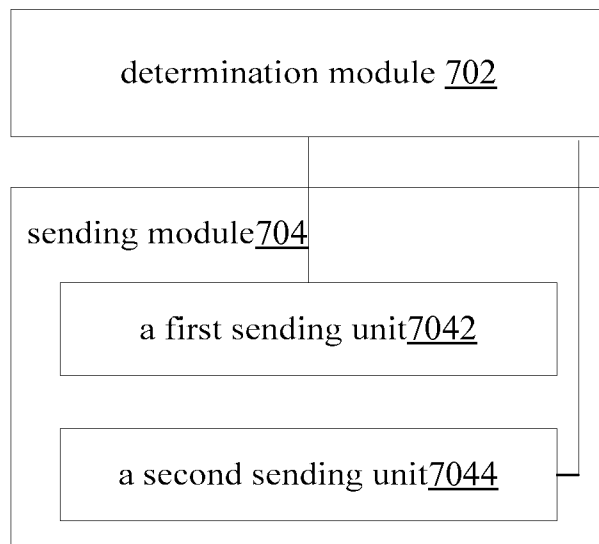 determination module 702
sending module704
a first sending unit7042
a second sending unit7044